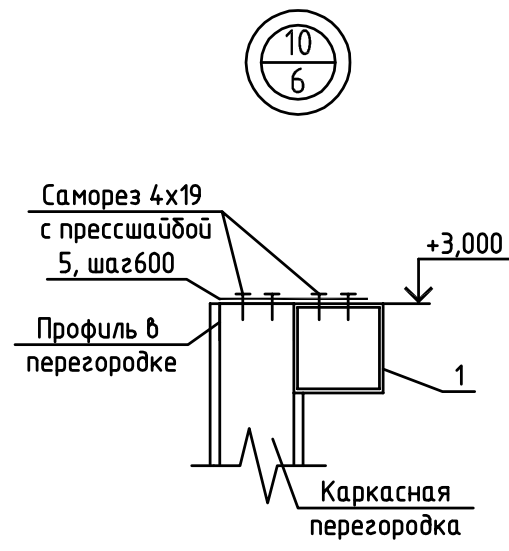 10
6
Саморез 4х19
с прессшайбой
5, шаг600
+3,000
Профиль в
перегородке
1
Каркасная
перегородка